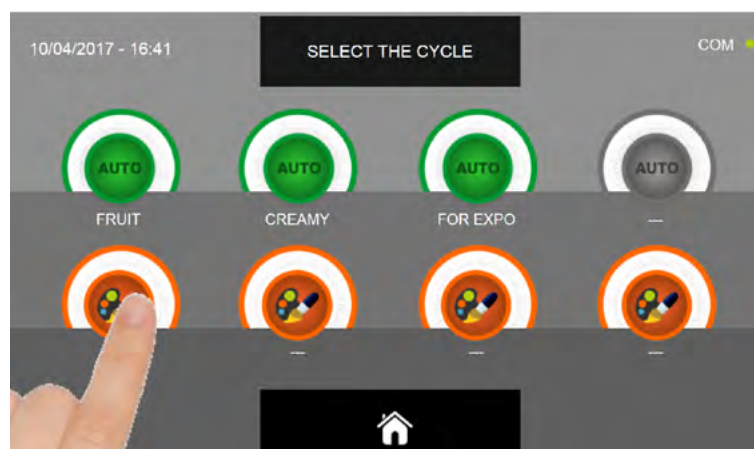 10/04/2017 - 16:41
SELECT THE CYCLE
COM
AUTO
AUTO
AUTO
AUTO
FRUIT
CREAMY
FOR EXPO
---
---
---
---